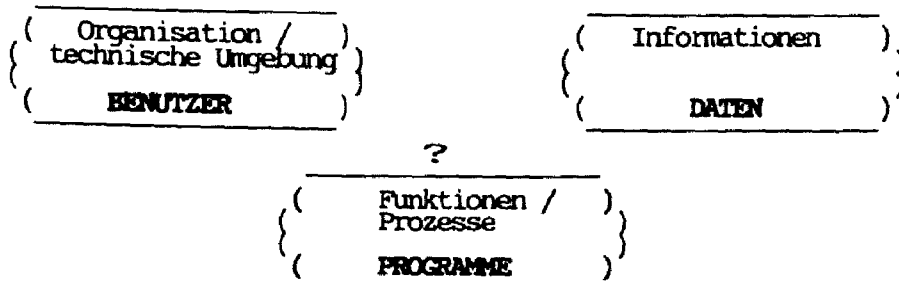 Organisation /
technische Umgebung
BENUTZER
Informationen
DATEN
?
Funktionen /
Prozesse
PROGRAMME